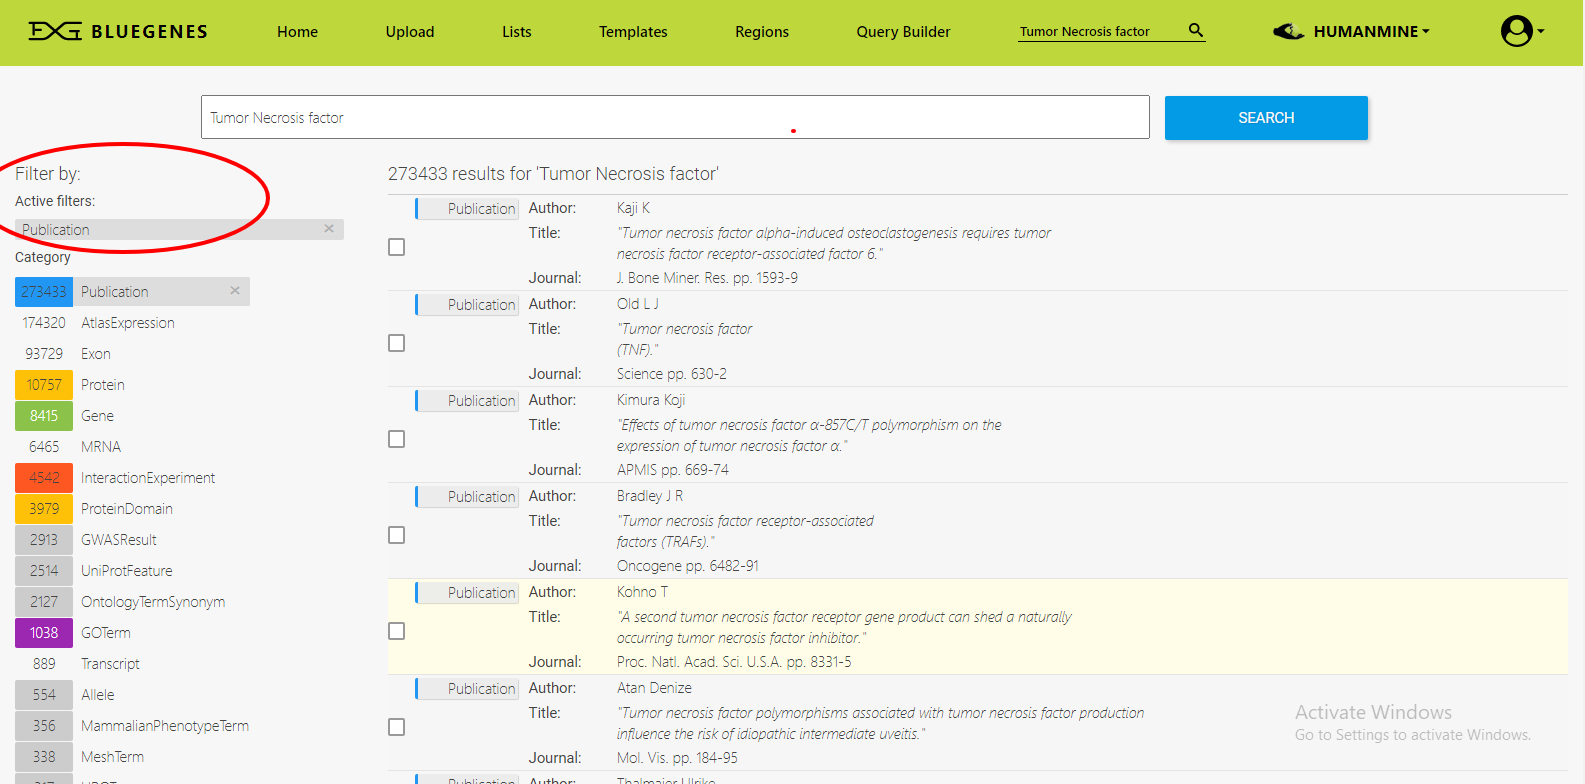 BLUEGENES Home Upload Lists Templates Regions Query Builder Tumor Necrosis factor HUMANMINE
Tumor Necrosis factor SEARCH
Filter by:
Active filters:
Publication ×
Category
273433 Publication ×
174320 AtlasExpression
93729 Exon
10757 Protein
8415 Gene
6465 MRNA
4542 InteractionExperiment
3979 ProteinDomain
2913 GWASResult
2514 UniProtFeature
2127 OntologyTermSynonym
1038 GOTerm
889 Transcript
554 Allele
356 MammalianPhenotypeTerm
338 MeshTerm
273433 results for 'Tumor Necrosis factor'
Publication Author: Kaji K
Title: "Tumor necrosis factor alpha-induced osteoclastogenesis requires tumor
necrosis factor receptor-associated factor 6."
Journal: J. Bone Miner. Res. pp. 1593-9
Publication Author: Old L J
Title: "Tumor necrosis factor
(TNF)."
Journal: Science pp. 630-2
Publication Author: Kimura Koji
Title: "Effects of tumor necrosis factor α-857C/T polymorphism on the
expression of tumor necrosis factor α."
Journal: APMIS pp. 669-74
Publication Author: Bradley J R
Title: "Tumor necrosis factor receptor-associated
factors (TRAFs)."
Journal: Oncogene pp. 6482-91
Publication Author: Kohno T
Title: "A second tumor necrosis factor receptor gene product can shed a naturally
occurring tumor necrosis factor inhibitor."
Journal: Proc. Natl. Acad. Sci. U.S.A. pp. 8331-5
Publication Author: Atan Denize
Title: "Tumor necrosis factor polymorphisms associated with tumor necrosis factor production
influence the risk of idiopathic intermediate uveitis."
Journal: Mol. Vis. pp. 184-95
Publication Author: Thalmaier Ulrike
Activate Windows
Go to Settings to activate Windows.